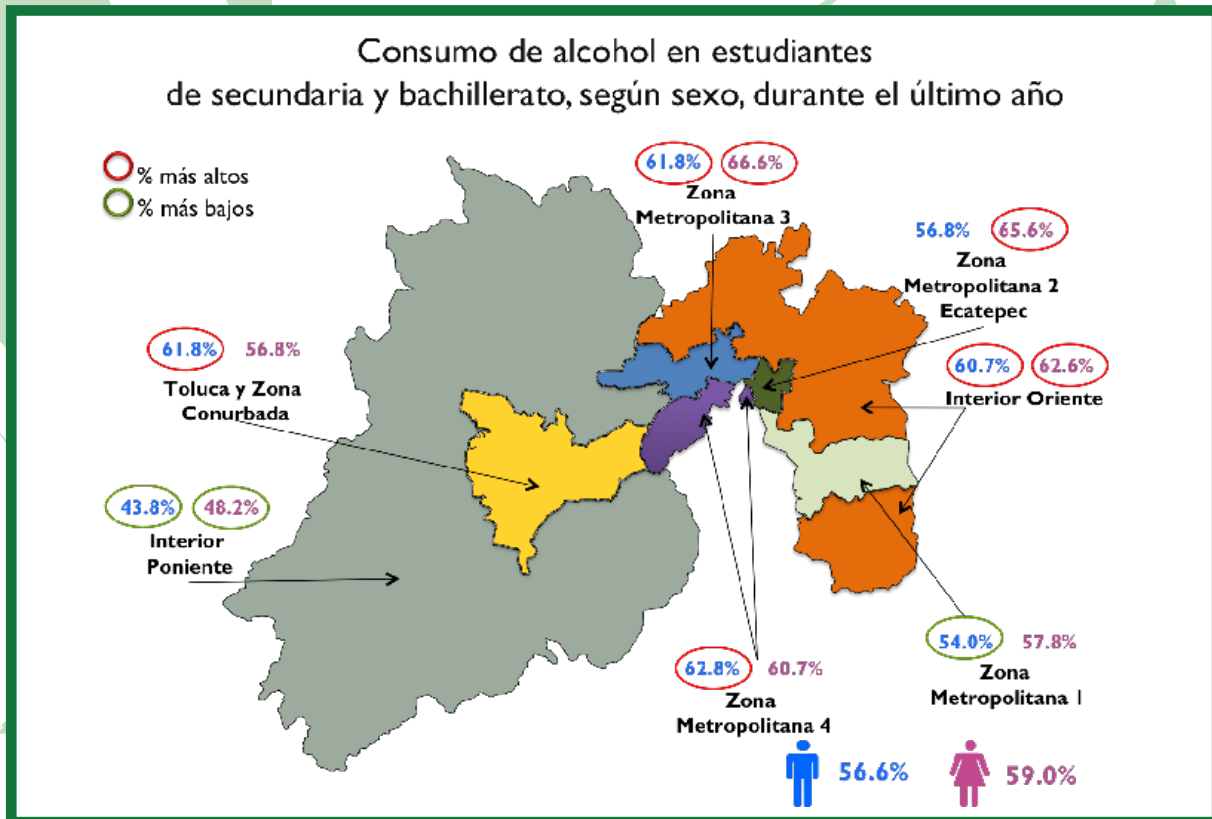 Consumo de alcohol en estudiantes
de secundaria y bachillerato, según sexo, durante el último año
% más altos
% más bajos
61.8% 66.6%
Zona
Metropolitana 3
56.8% 65.6%
Zona
Metropolitana 2
Ecatepec
61.8% 56.8%
Toluca y Zona
Conurbada
60.7% 62.6%
Interior Oriente
43.8% 48.2%
Interior
Poniente
54.0% 57.8%
Zona
Metropolitana 1
62.8% 60.7%
Zona
Metropolitana 4
56.6% 59.0%